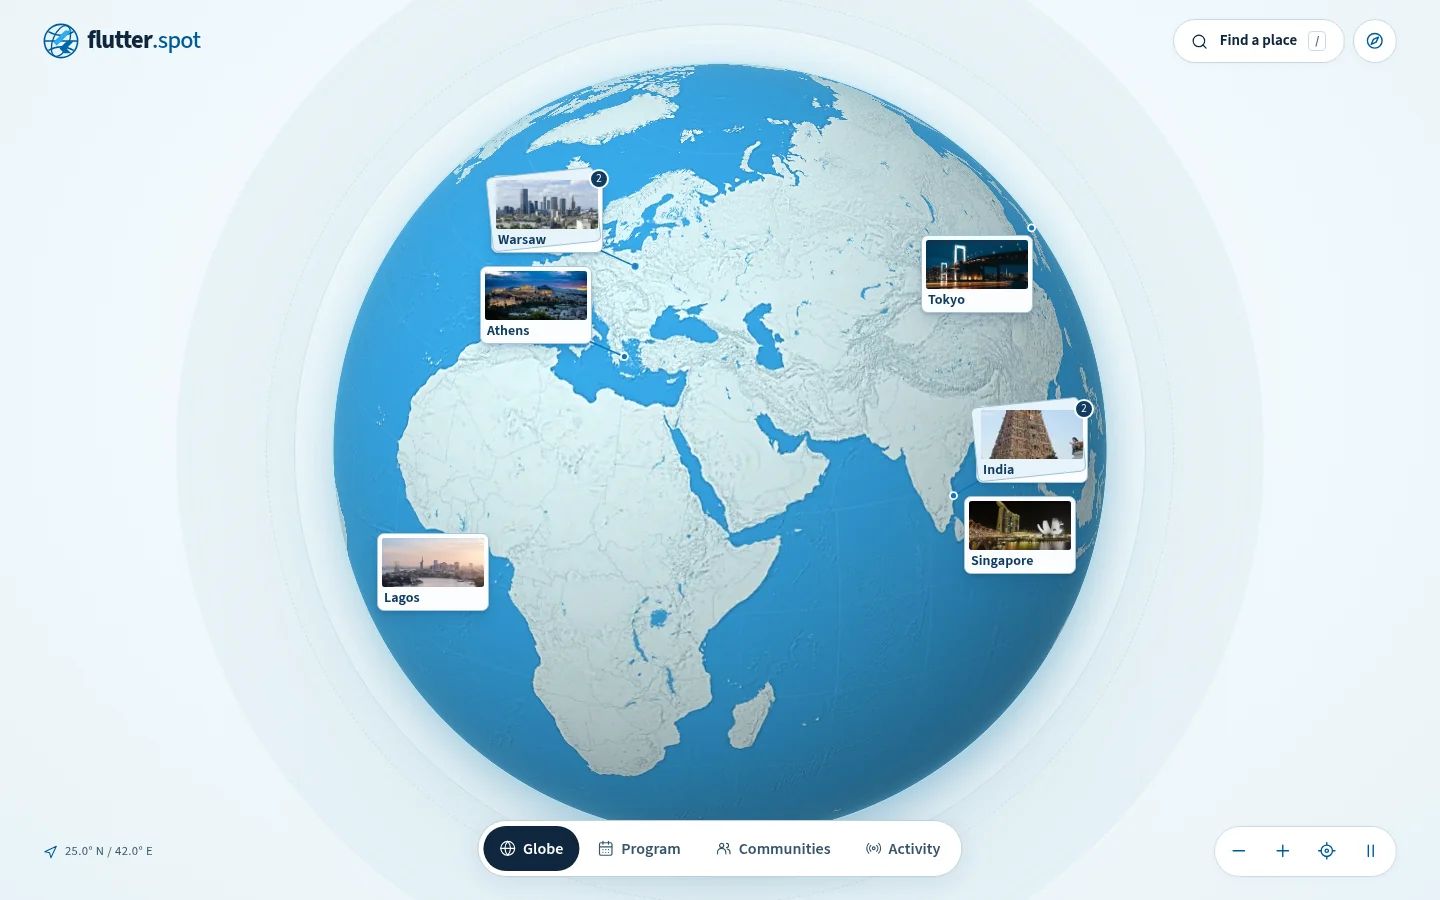 flutter.spot
Find a place /
2
Warsaw
Athens
Tokyo
2
India
Singapore
Lagos
25.0° N / 42.0° E
Globe
Program
Communities
Activity